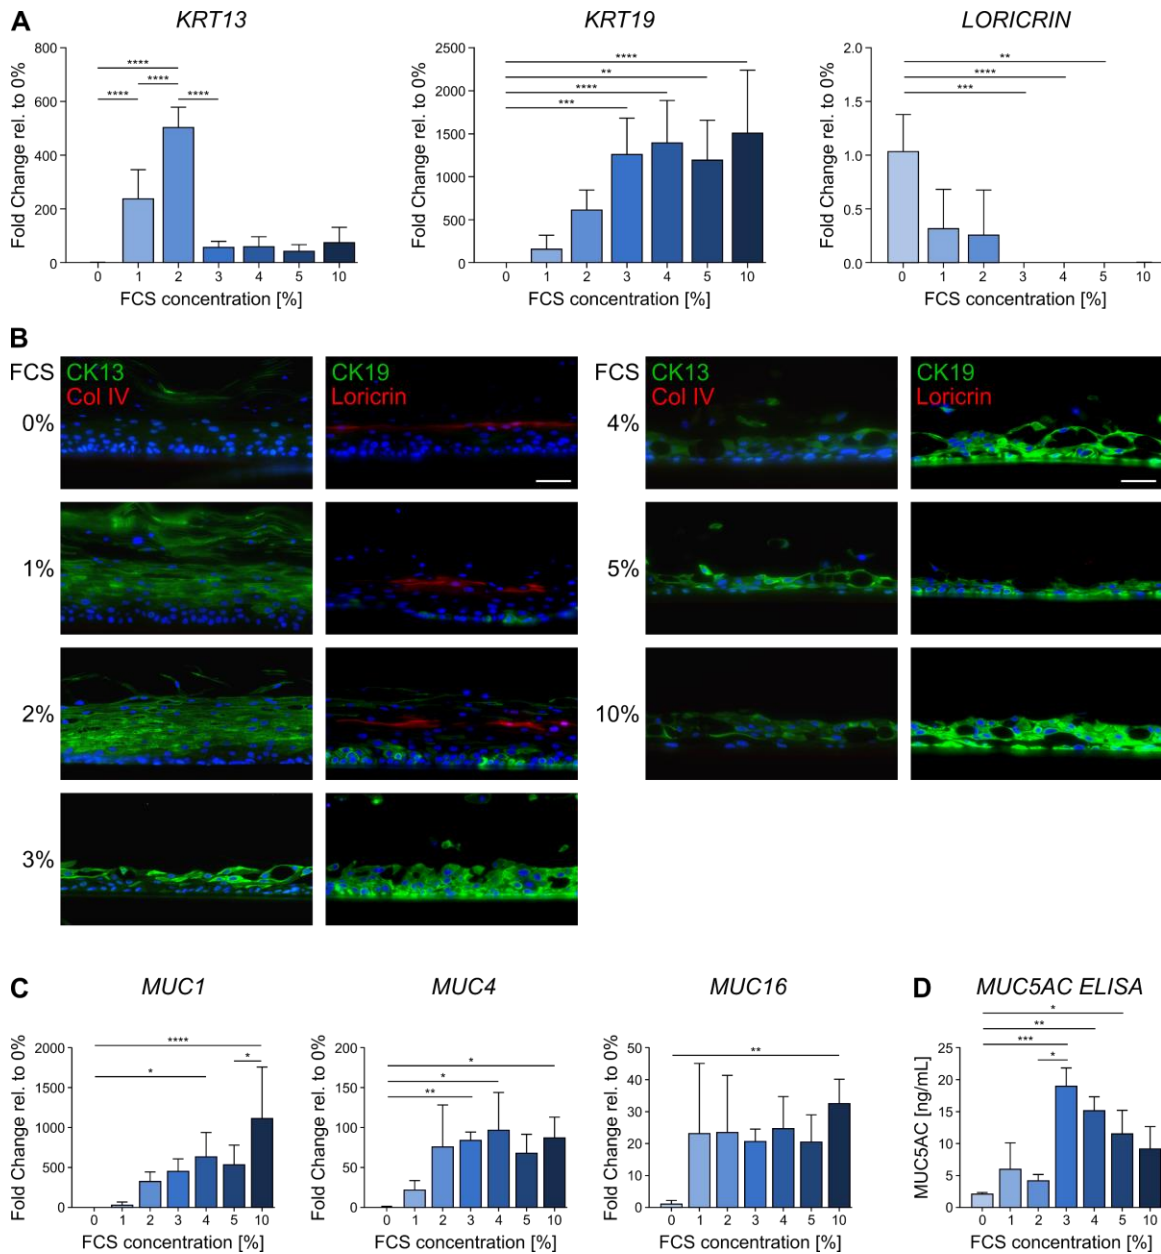 A
KRT13
KRT19
LORICRIN
Fold Change rel. to 0%
800
600
400
200
0
****
****
**** ****
0 1 2 3 4 5 10
FCS concentration [%]
Fold Change rel. to 0%
2500
2000
1500
1000
500
0
****
**
****
***
0 1 2 3 4 5 10
FCS concentration [%]
Fold Change rel. to 0%
2.0
1.5
1.0
0.5
0.0
**
****
***
0 1 2 3 4 5 10
FCS concentration [%]
B
FCS
CK13
Col IV
CK19
Loricrin
0%
1%
2%
3%
FCS
CK13
Col IV
CK19
Loricrin
4%
5%
10%
C
MUC1
MUC4
MUC16
Fold Change rel. to 0%
2000
1500
1000
500
0
****
*
*
0 1 2 3 4 5 10
FCS concentration [%]
Fold Change rel. to 0%
200
150
100
50
0
*
*
**
0 1 2 3 4 5 10
FCS concentration [%]
Fold Change rel. to 0%
50
40
30
20
10
0
**
0 1 2 3 4 5 10
FCS concentration [%]
D
MUC5AC ELISA
MUC5AC [ng/mL]
25
20
15
10
5
0
*
**
***
*
0 1 2 3 4 5 10
FCS concentration [%]